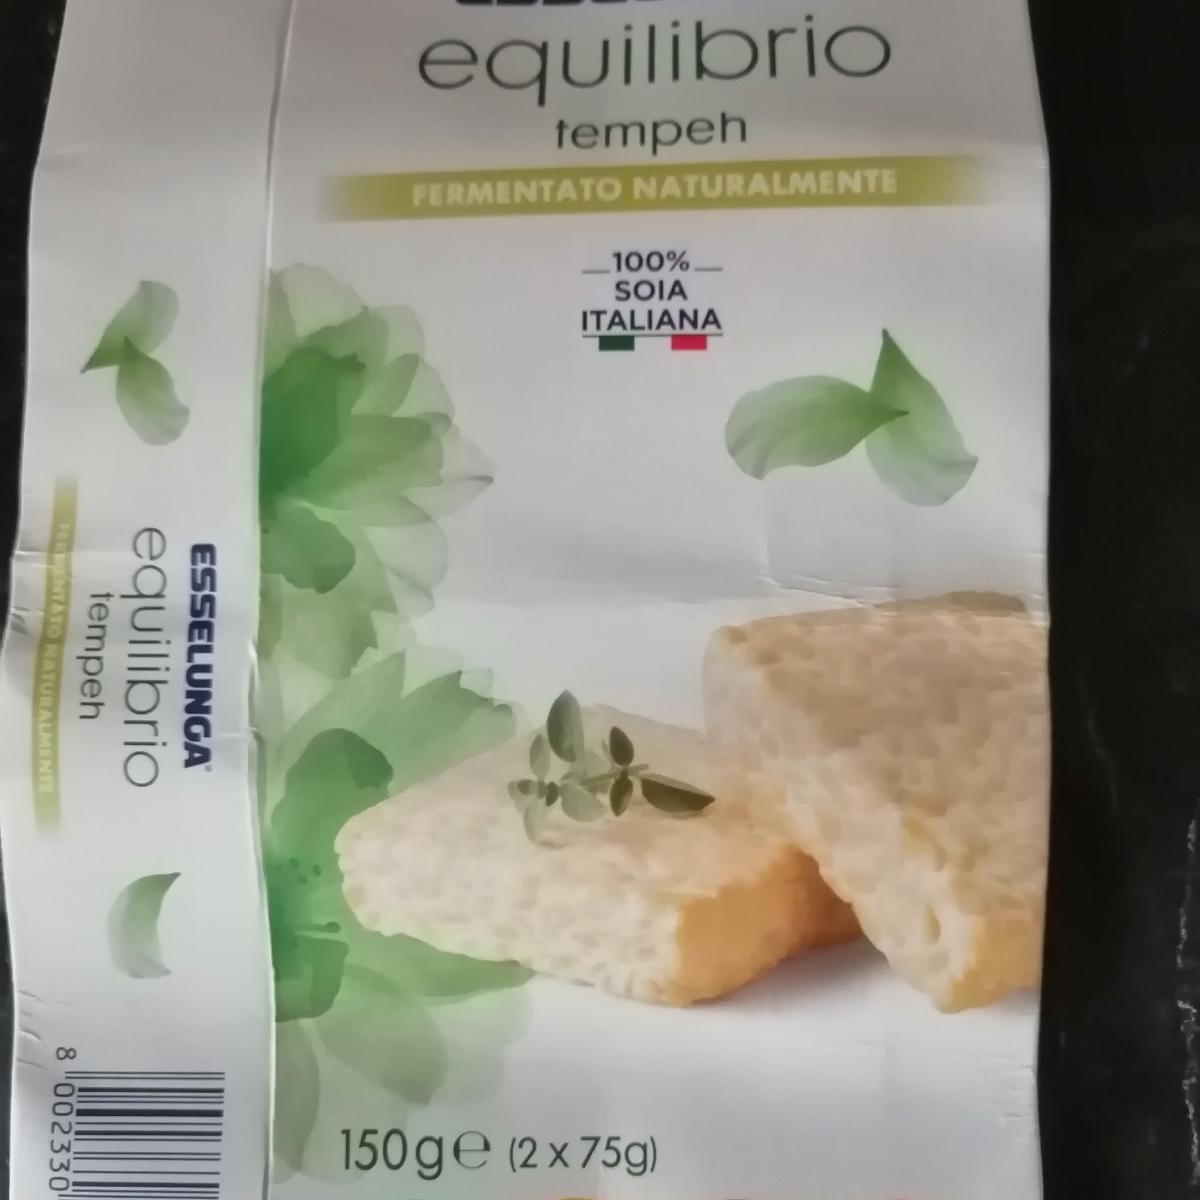 equilibrio
tempeh
FERMENTATO NATURALMENTE
100%
SOIA
ITALIANA
150g e (2 x 75g)
ESSELUNGA
equilibrio
tempeh
FERMENTATO NATURALMENTE
8 002330